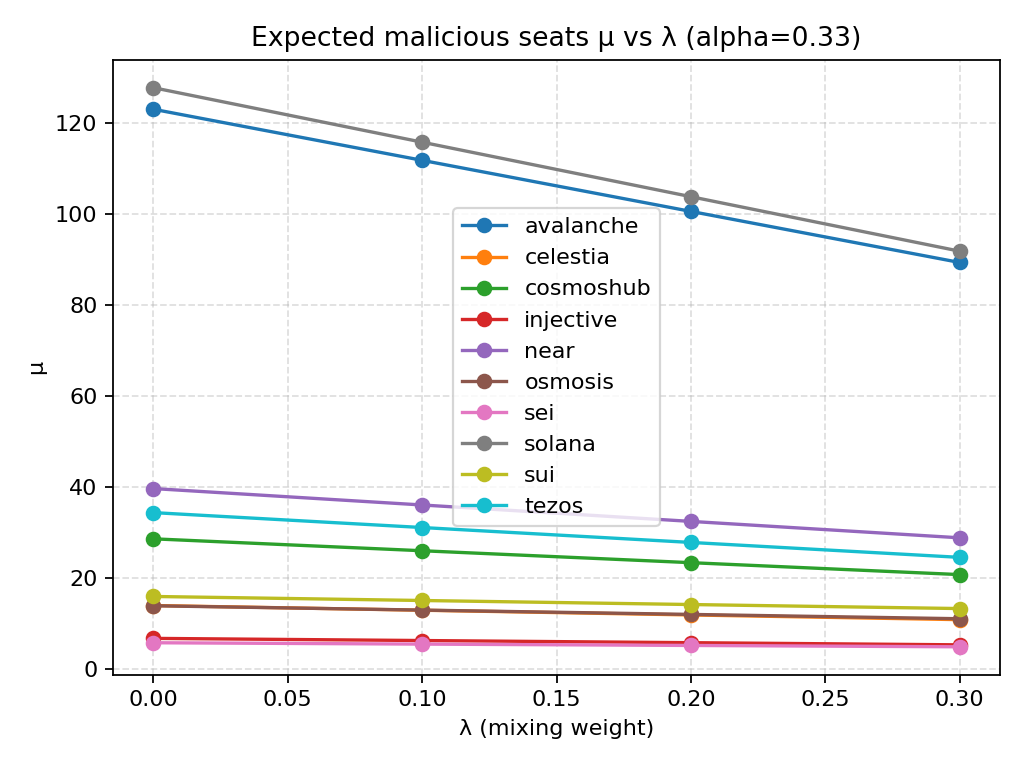 Expected malicious seats μ vs λ (alpha=0.33)
120
100
80
60
40
20
0
μ
avalanche
celestia
cosmoshub
injective
near
osmosis
sei
solana
sui
tezos
0.00 0.05 0.10 0.15 0.20 0.25 0.30
λ (mixing weight)